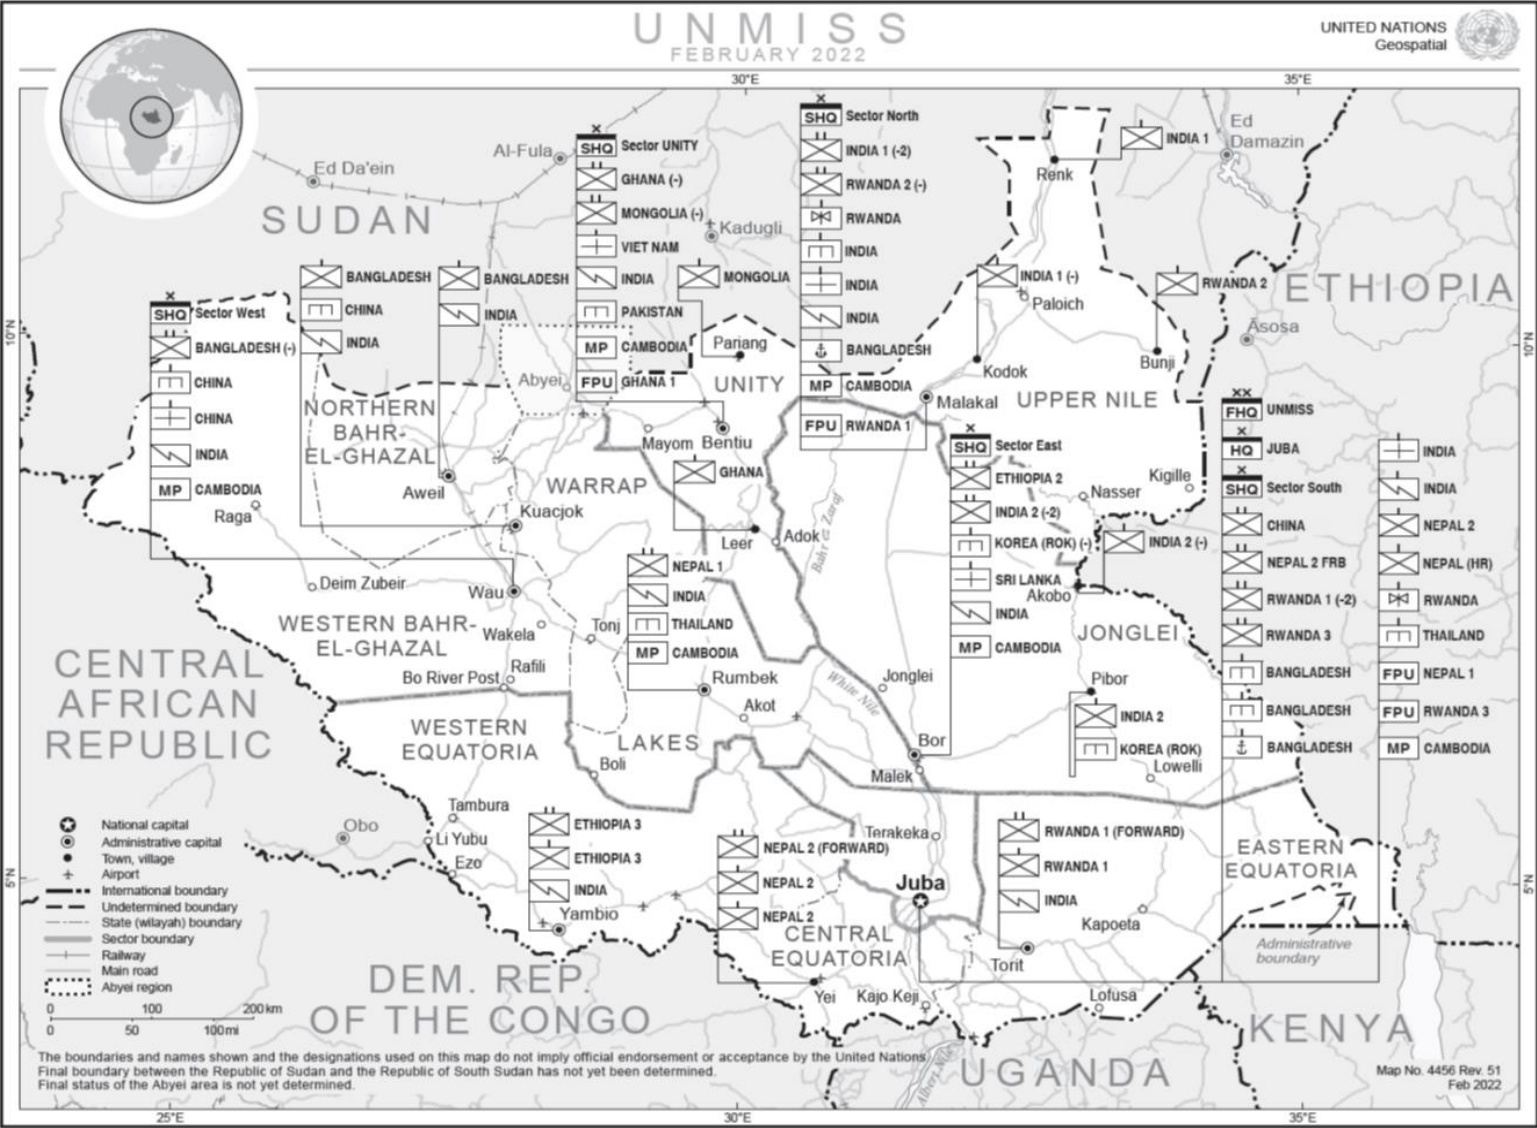 UNMISS
FEBRUARY 2022
UNITED NATIONS
Geospatial
30°E
35°E
10°N
10°N
5°N
5°N
25°E
30°E
35°E
SUDAN
ETHIOPIA
CENTRAL
AFRICAN
REPUBLIC
DEM. REP.
OF THE CONGO
UGANDA
KENYA
Ed Da'ein
Al-Fula
Kadugli
Ed
Damazin
Āsosa
Abyei
Obo
SHQ Sector West
BANGLADESH (-)
CHINA
CHINA
INDIA
MP CAMBODIA
BANGLADESH
CHINA
INDIA
BANGLADESH
INDIA
SHQ Sector UNITY
GHANA (-)
MONGOLIA (-)
VIET NAM
INDIA
PAKISTAN
MP CAMBODIA
FPU GHANA 1
MONGOLIA
SHQ Sector North
INDIA 1 (-2)
RWANDA 2 (-)
RWANDA
INDIA
INDIA
INDIA
BANGLADESH
MP CAMBODIA
FPU RWANDA 1
INDIA 1
Renk
INDIA 1 (-)
Paloich
RWANDA 2
Kodok
Bunji
Pariang
UNITY
Malakal
UPPER NILE
NORTHERN
BAHR-
EL-GHAZAL
Mayom
Bentiu
GHANA
WARRAP
Aweil
Raga
Kuacjok
Leer
Adok
Bahr el Zaraf
Kigille
Nasser
SHQ Sector East
ETHIOPIA 2
INDIA 2 (-2)
KOREA (ROK) (-)
SRI LANKA
INDIA
MP CAMBODIA
INDIA 2 (-)
Akobo
FHQ UNMISS
HQ JUBA
SHQ Sector South
CHINA
NEPAL 2 FRB
RWANDA 1 (-2)
RWANDA 3
BANGLADESH
BANGLADESH
BANGLADESH
INDIA
INDIA
NEPAL 2
NEPAL (HR)
RWANDA
THAILAND
FPU NEPAL 1
FPU RWANDA 3
MP CAMBODIA
Deim Zubeir
Wau
WESTERN BAHR-
EL-GHAZAL
Wakela
Tonj
Rafili
Bo River Post
NEPAL 1
INDIA
THAILAND
MP CAMBODIA
Rumbek
Akot
JONGLEI
Jonglei
White Nile
Pibor
INDIA 2
KOREA (ROK)
Lowelli
Bor
Malek
WESTERN
EQUATORIA
LAKES
Boli
Tambura
Li Yubu
Ezo
ETHIOPIA 3
ETHIOPIA 3
INDIA
Yambio
NEPAL 2 (FORWARD)
NEPAL 2
NEPAL 2
CENTRAL
EQUATORIA
Terakeka
Juba
RWANDA 1 (FORWARD)
RWANDA 1
INDIA
EASTERN
EQUATORIA
Kapoeta
Torit
Yei
Kajo Keji
Lofusa
Administrative
boundary
Albert Nile
National capital
Administrative capital
Town, village
Airport
International boundary
Undetermined boundary
State (wilayah) boundary
Sector boundary
Railway
Main road
Abyei region
0 100 200 km
0 50 100 mi
The boundaries and names shown and the designations used on this map do not imply official endorsement or acceptance by the United Nations.
Final boundary between the Republic of Sudan and the Republic of South Sudan has not yet been determined.
Final status of the Abyei area is not yet determined.
Map No. 4456 Rev. 51
Feb 2022